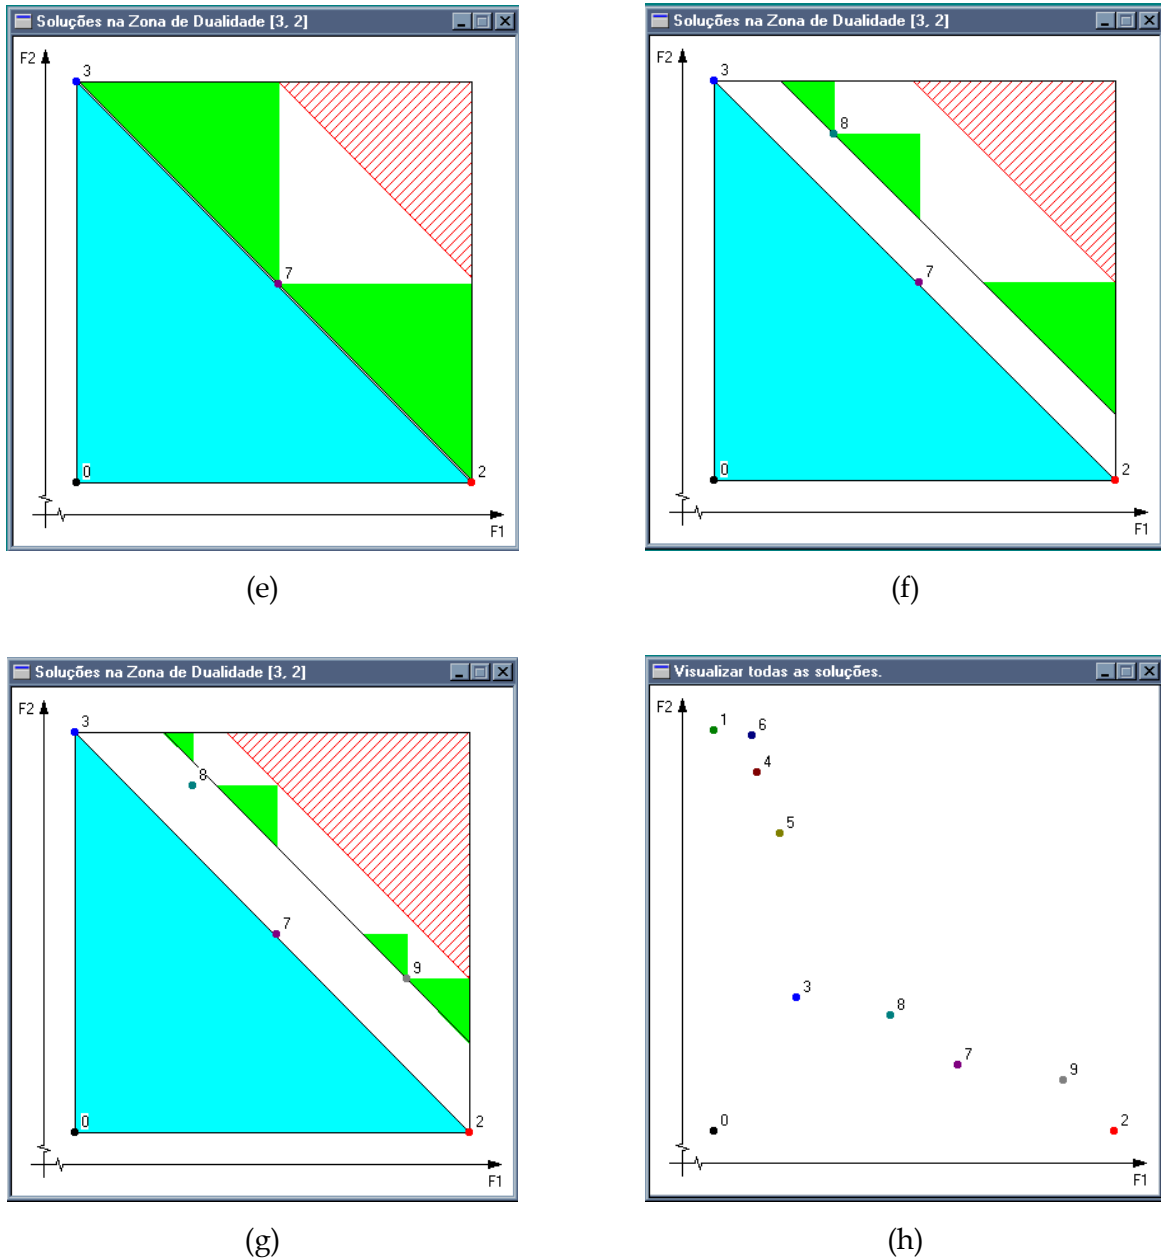 Soluções na Zona de Dualidade [3, 2]
F2
3
7
0
2
F1
(e)
Soluções na Zona de Dualidade [3, 2]
F2
3
8
7
0
2
F1
(f)
Soluções na Zona de Dualidade [3, 2]
F2
3
8
7
9
0
2
F1
(g)
Visualizar todas as soluções.
F2
1
6
4
5
3
8
7
9
0
2
F1
(h)